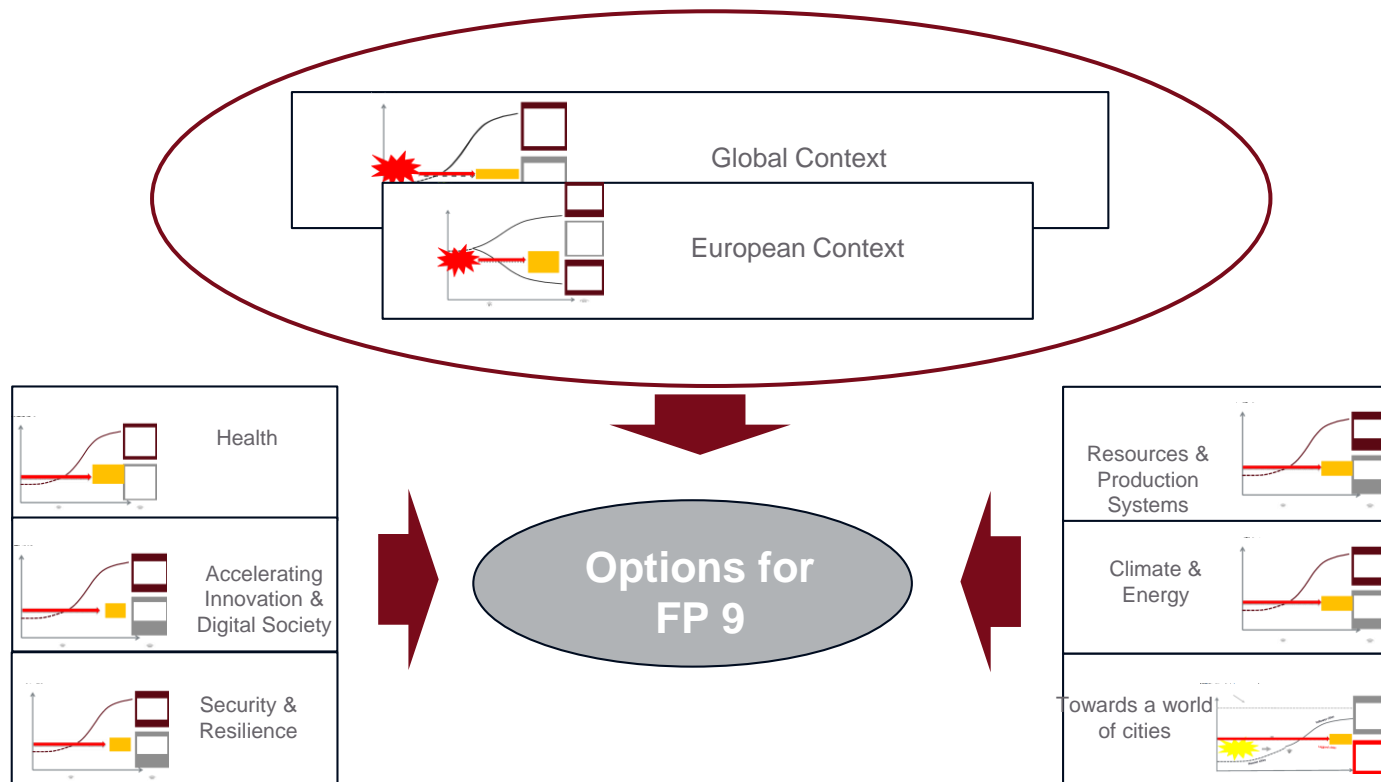 Global Context
European Context
Health
Accelerating
Innovation &
Digital Society
Security &
Resilience
Options for
FP 9
Resources &
Production
Systems
Climate &
Energy
Towards a world
of cities